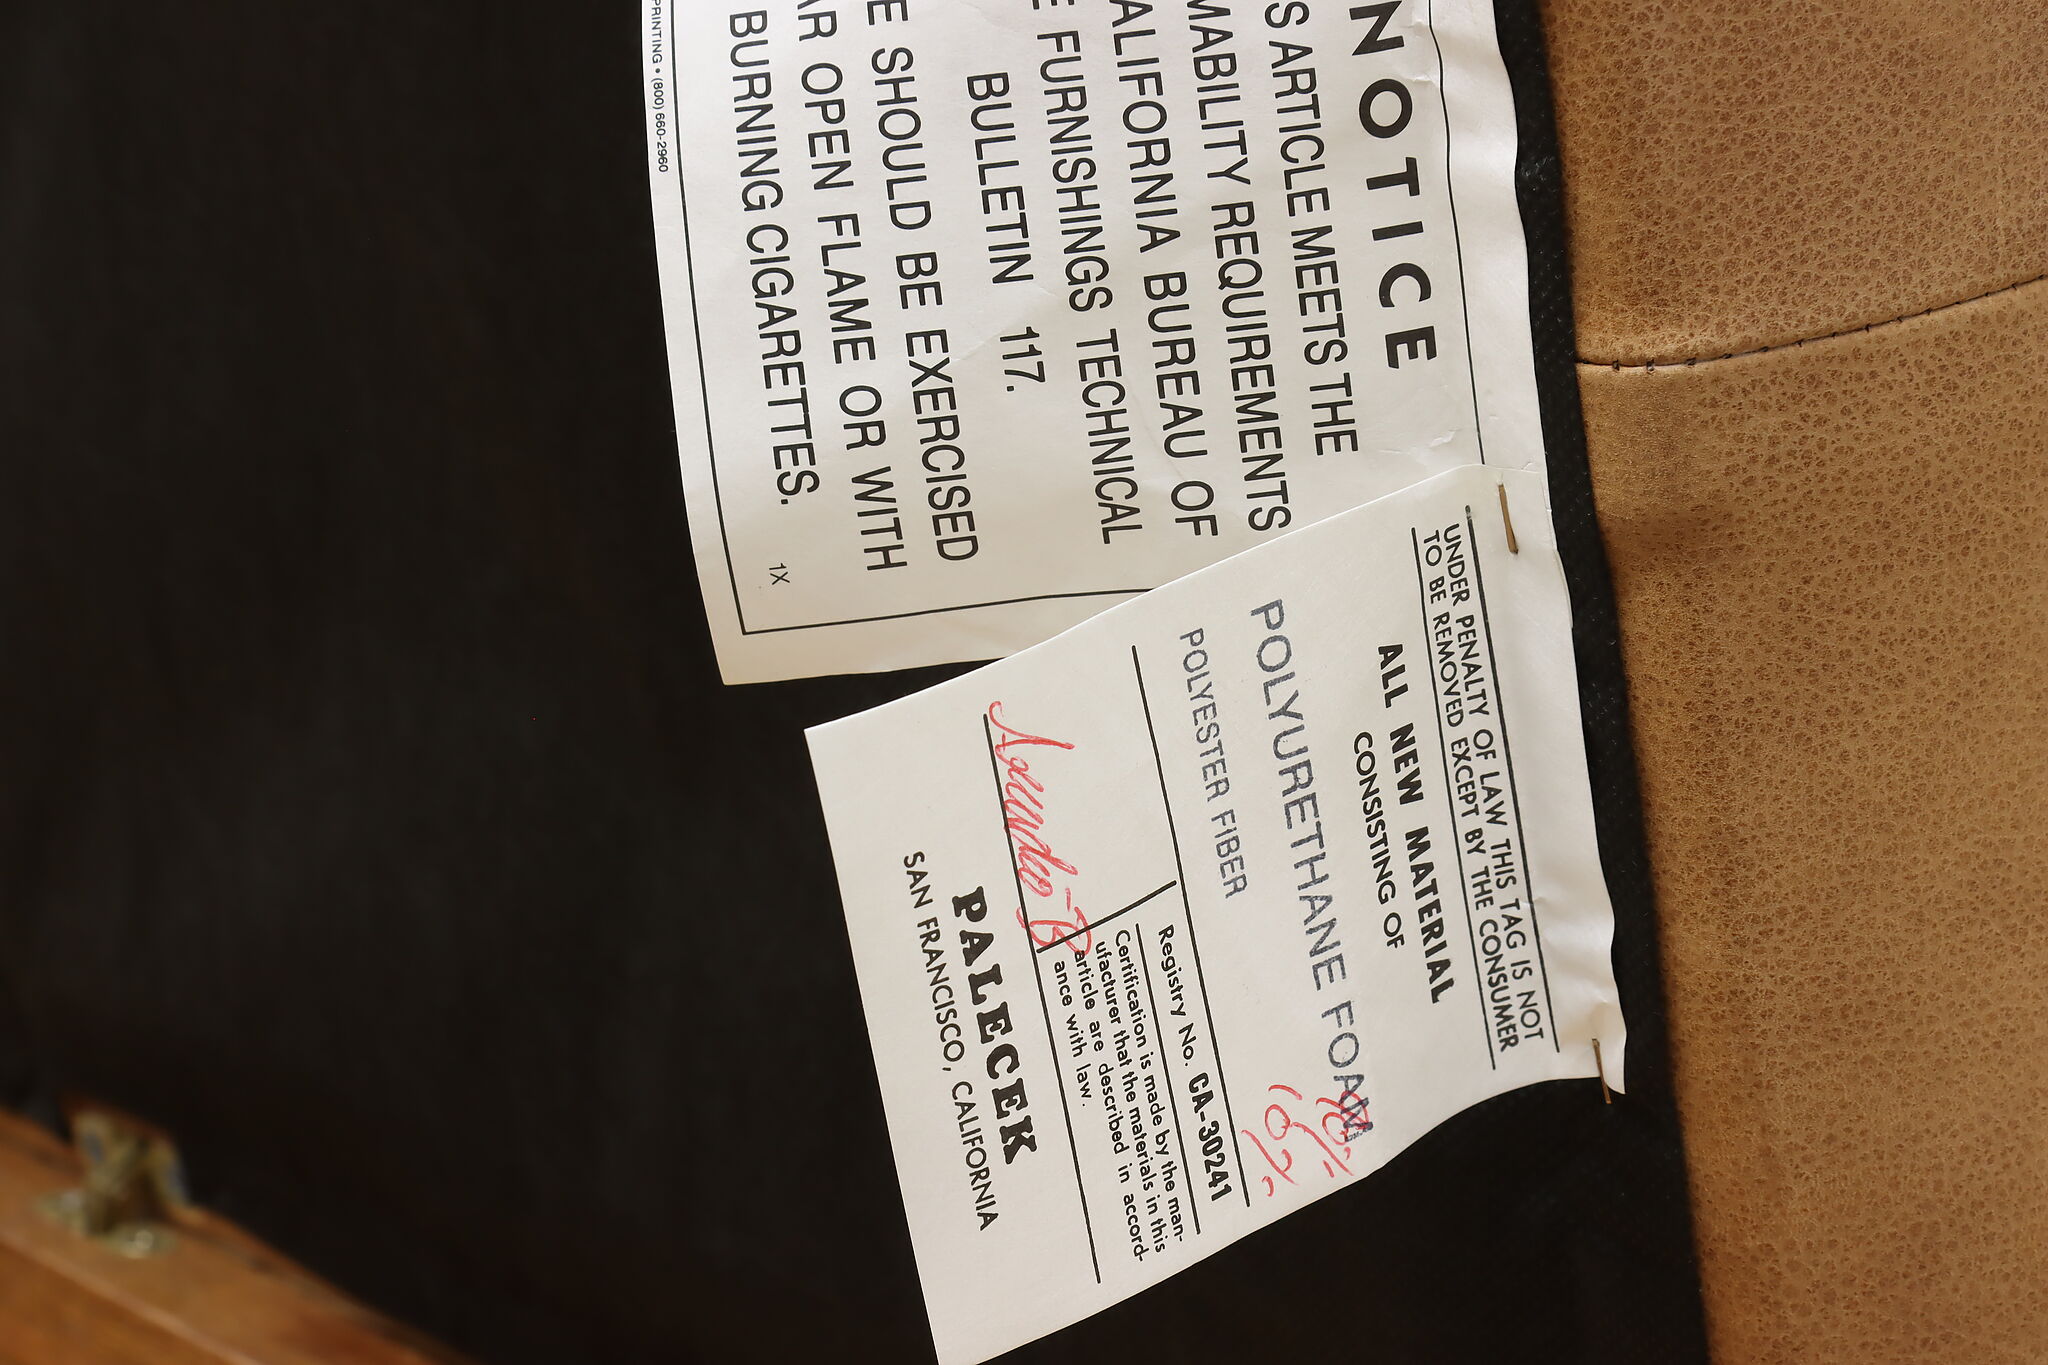 NOTICE
S ARTICLE MEETS THE
MABILITY REQUIREMENTS
ALIFORNIA BUREAU OF
E FURNISHINGS TECHNICAL
BULLETIN 117.
E SHOULD BE EXERCISED
AR OPEN FLAME OR WITH
BURNING CIGARETTES.
1X
PRINTING • (800) 660-2960
UNDER PENALTY OF LAW THIS TAG IS NOT
TO BE REMOVED EXCEPT BY THE CONSUMER
ALL NEW MATERIAL
CONSISTING OF
POLYURETHANE FOAM
POLYESTER FIBER
Registry No. CA-30241
Certification is made by the man-
ufacturer that the materials in this
article are described in accord-
ance with law.
PALECEK
SAN FRANCISCO, CALIFORNIA